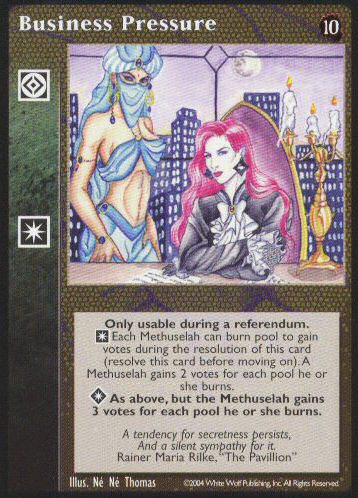 Business Pressure
10
Only usable during a referendum.
Each Methuselah can burn pool to gain
votes during the resolution of this card
(resolve this card before moving on). A
Methuselah gains 2 votes for each pool he or
she burns.
As above, but the Methuselah gains
3 votes for each pool he or she burns.
A tendency for secretness persists,
And for a silent sympathy for it.
Rainer Maria Rilke, "The Pavillion"
Illus. Né Né Thomas
©2004 White Wolf Publishing, Inc. All Rights Reserved.